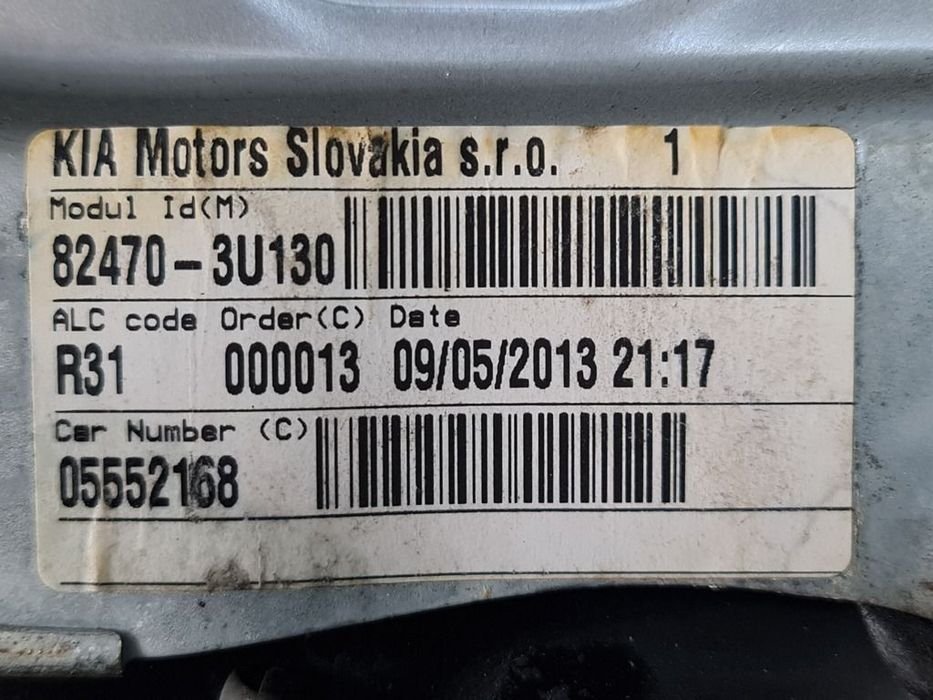 KIA Motors Slovakia s.r.o. 1
Modul Id(M)
82470-3U130
ALC code Order(C) Date
R31 000013 09/05/2013 21:17
Car Number (C)
05552168